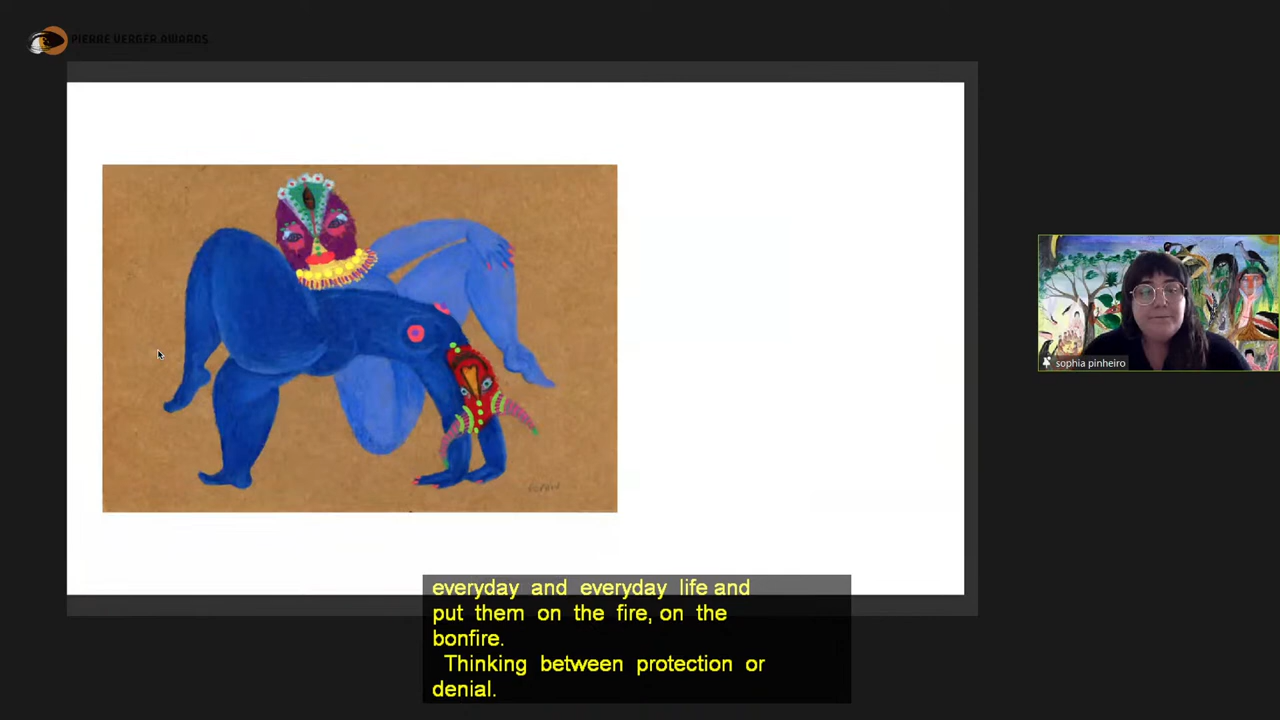 PIERRE VERGER AWARDS
everyday and everyday life and
put them on the fire, on the
bonfire.
Thinking between protection or
denial.
sophia pinheiro